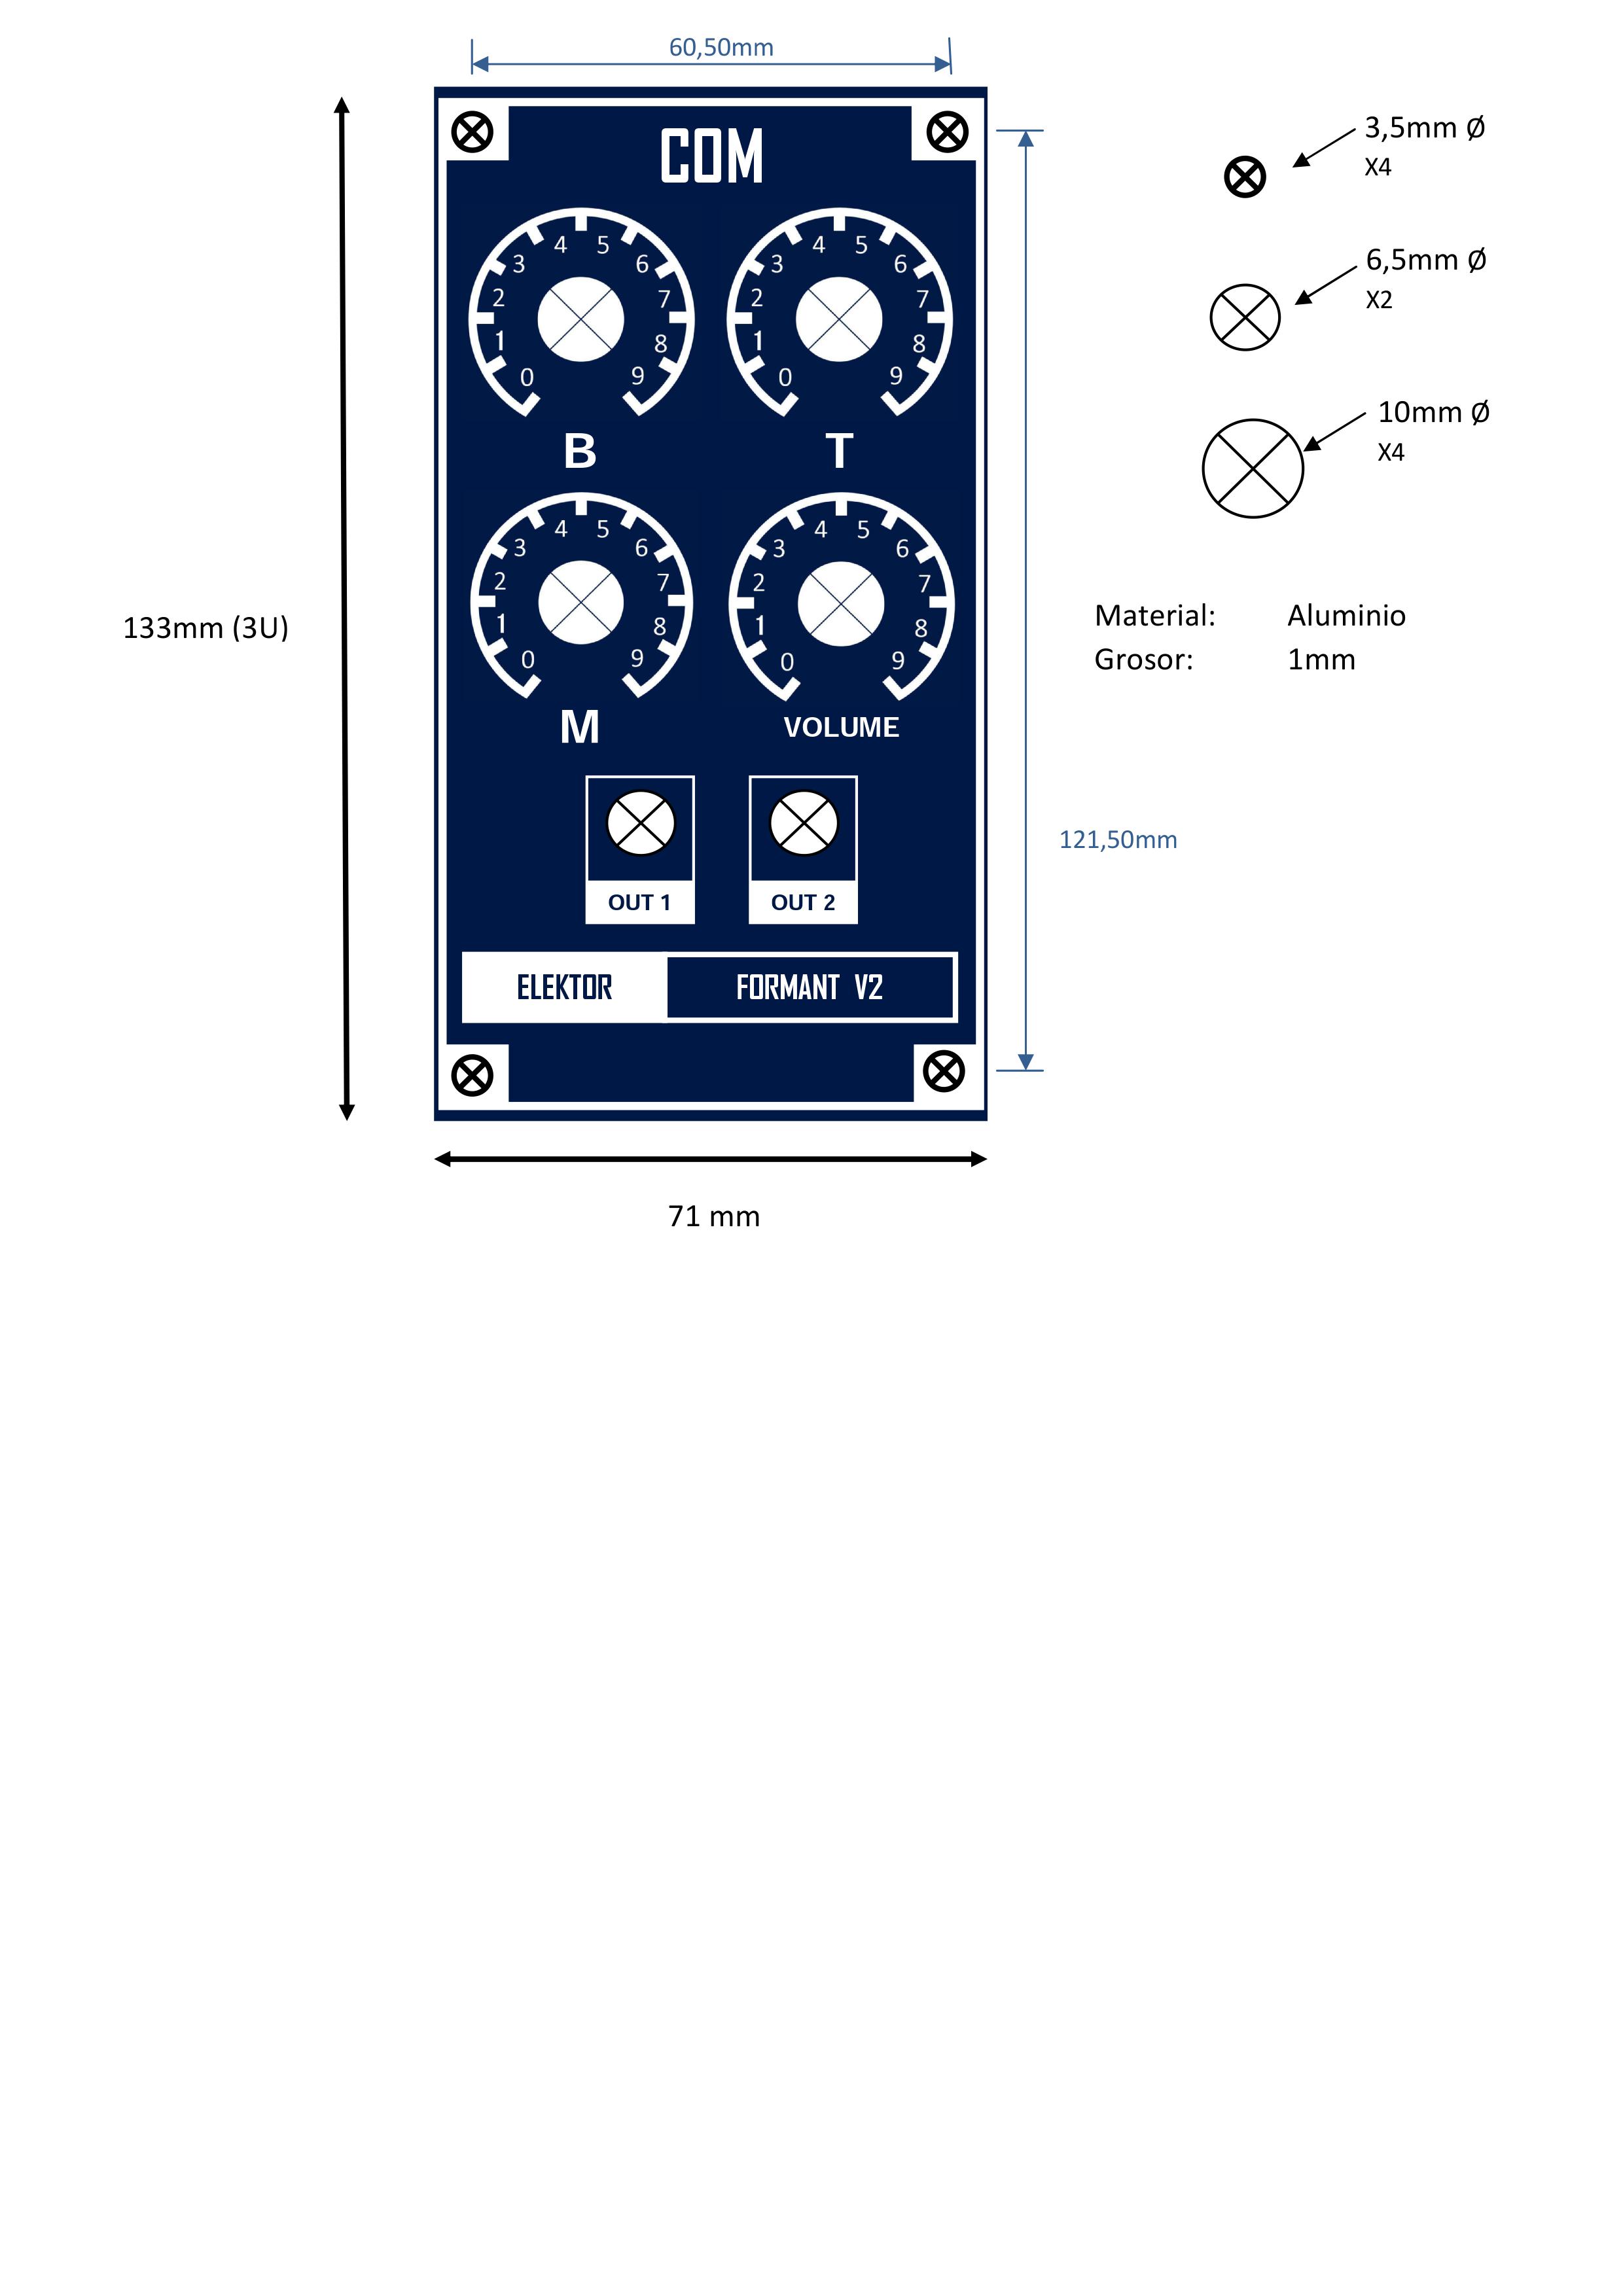 60,50mm
COM
3,5mm Ø
X4
6,5mm Ø
X2
10mm Ø
X4
0 1 2 3 4 5 6 7 8 9
0 1 2 3 4 5 6 7 8 9
B
T
0 1 2 3 4 5 6 7 8 9
0 1 2 3 4 5 6 7 8 9
M
VOLUME
133mm (3U)
Material: Aluminio
Grosor: 1mm
121,50mm
OUT 1
OUT 2
ELEKTOR
FORMANT V2
71 mm